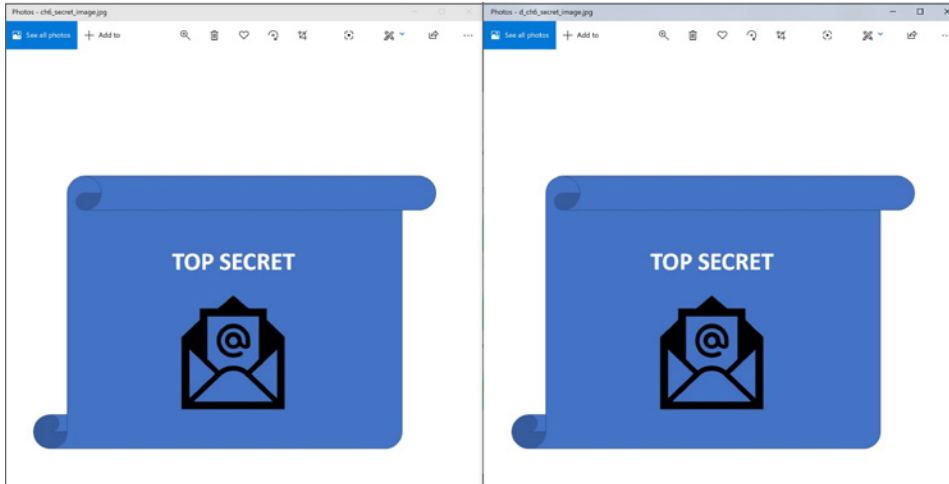 Photos - ch6_secret_image.jpg
See all photos
Add to
TOP SECRET
@
Photos - d_ch6_secret_image.jpg
See all photos
Add to
TOP SECRET
@